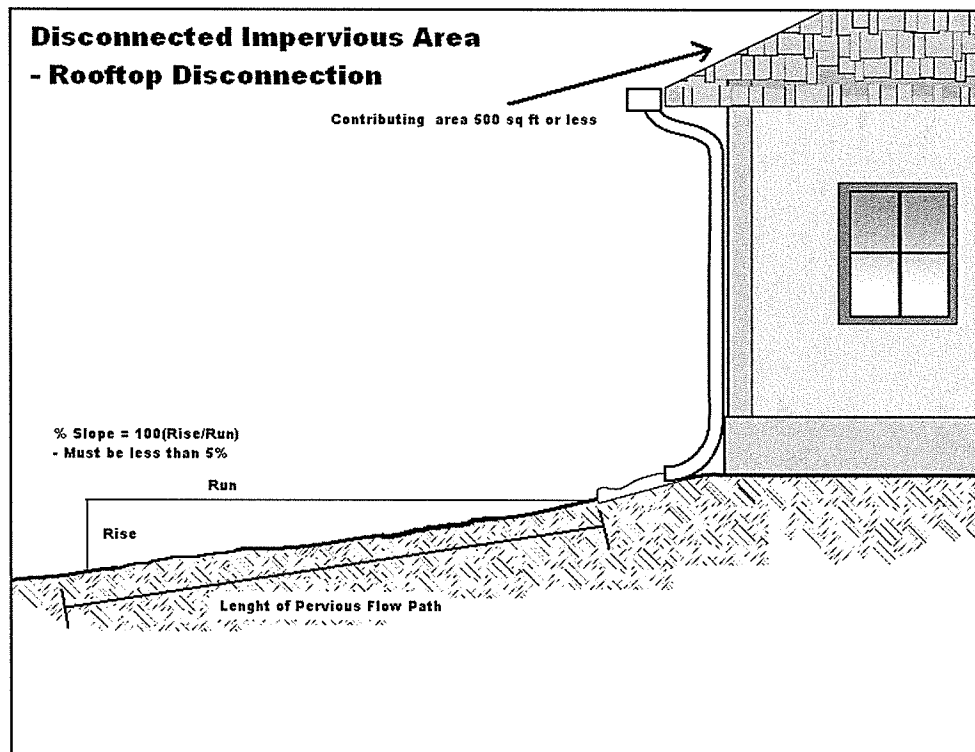 Disconnected Impervious Area
- Rooftop Disconnection
Contributing area 500 sq ft or less
% Slope = 100(Rise/Run)
- Must be less than 5%
Run
Rise
Lenght of Pervious Flow Path